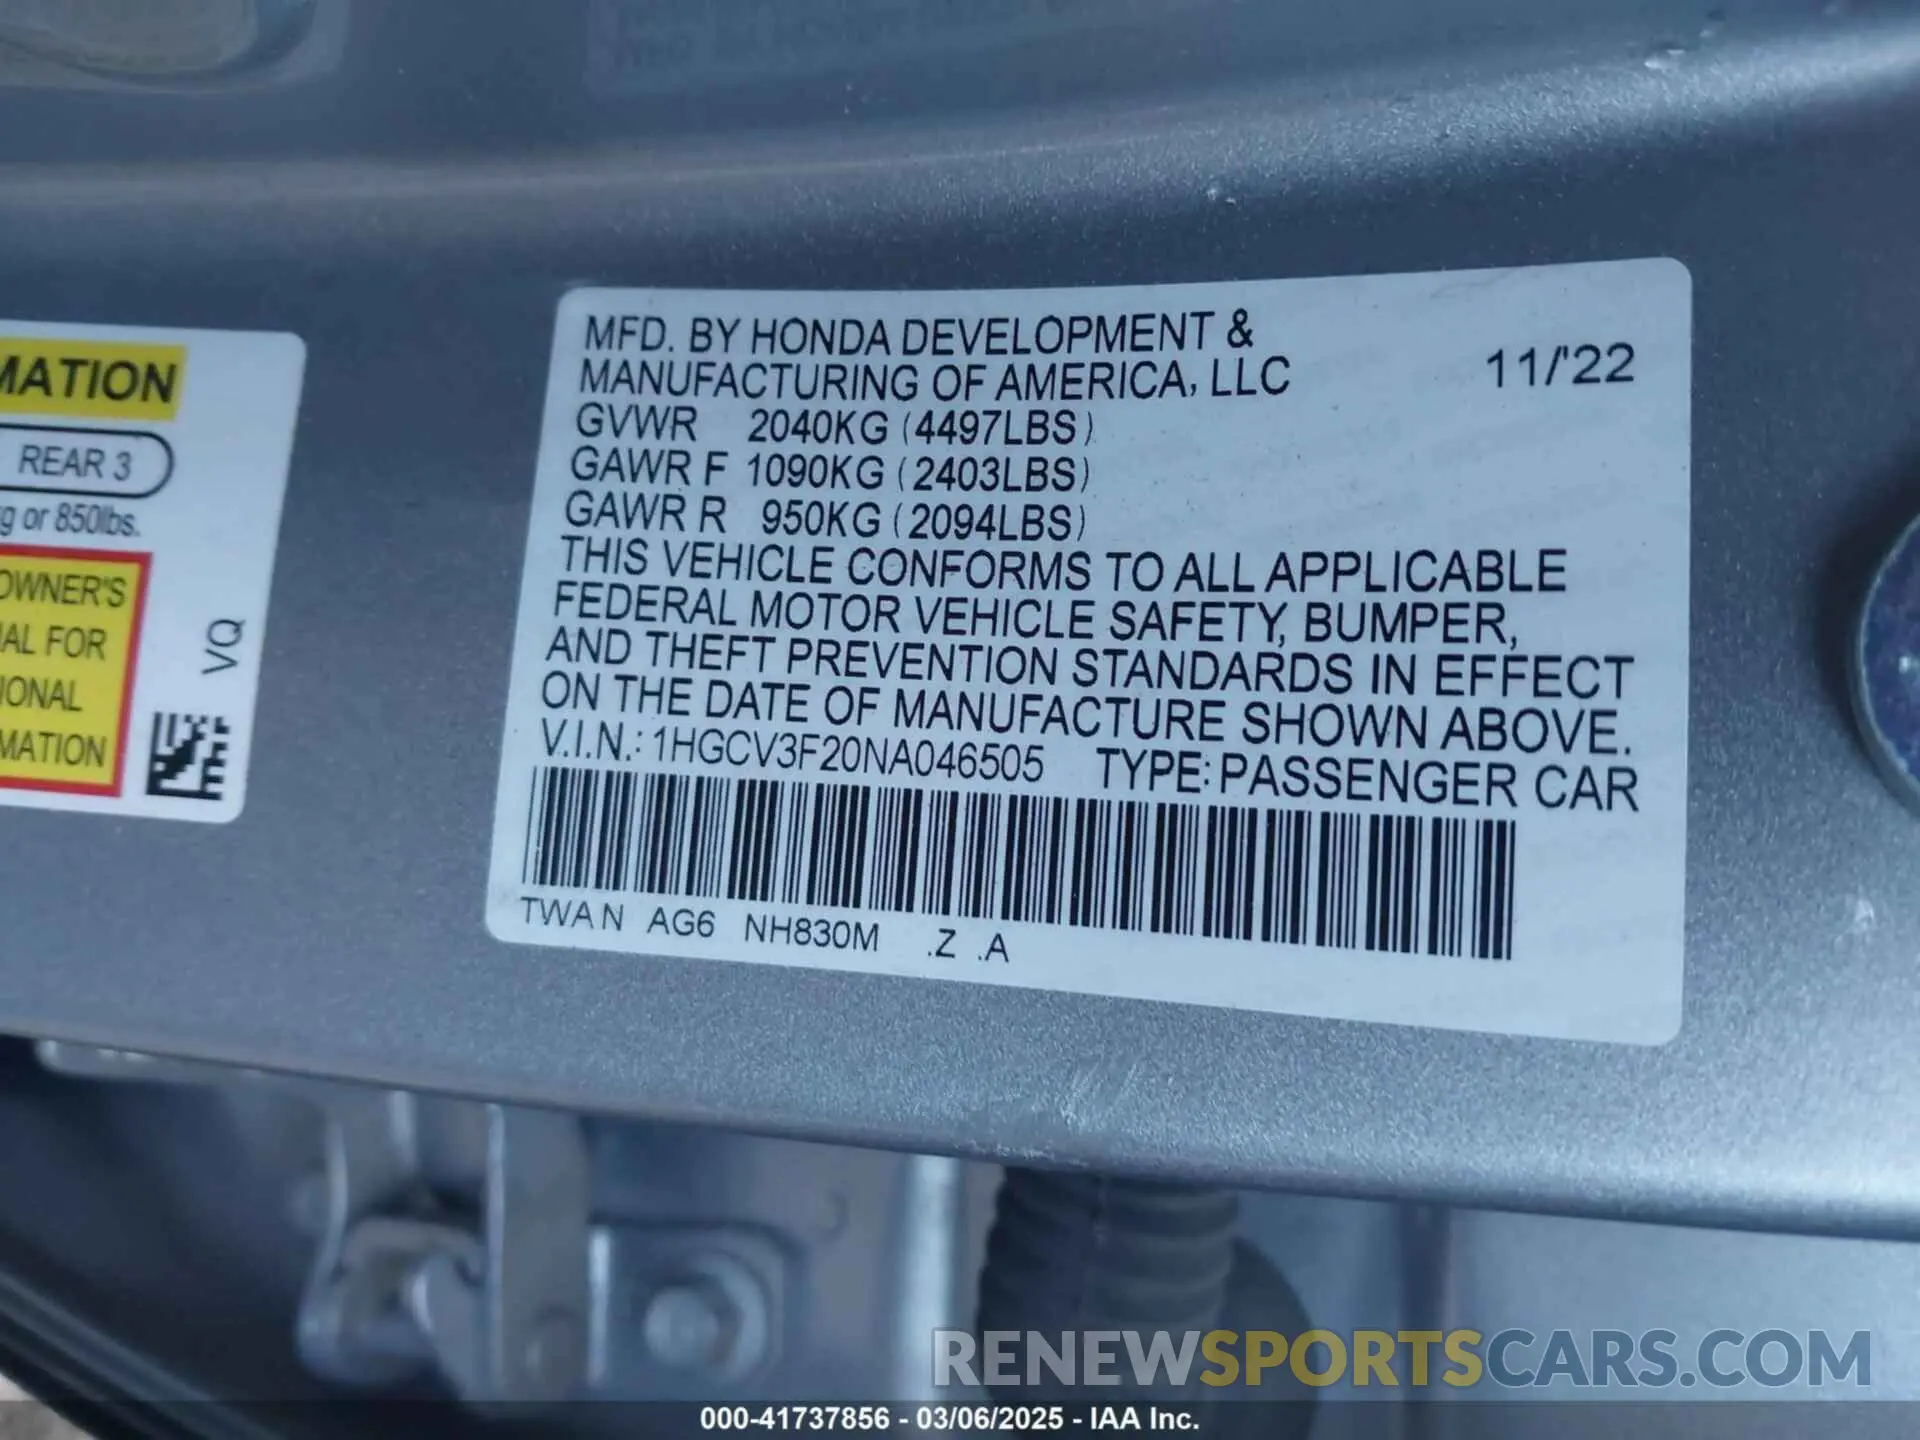 MATION
REAR 3
g or 850lbs.
OWNER'S
AL FOR
IONAL
MATION
VQ
MFD. BY HONDA DEVELOPMENT &
MANUFACTURING OF AMERICA, LLC 11/'22
GVWR 2040KG (4497LBS)
GAWR F 1090KG (2403LBS)
GAWR R 950KG (2094LBS)
THIS VEHICLE CONFORMS TO ALL APPLICABLE
FEDERAL MOTOR VEHICLE SAFETY, BUMPER,
AND THEFT PREVENTION STANDARDS IN EFFECT
ON THE DATE OF MANUFACTURE SHOWN ABOVE.
V.I.N.: 1HGCV3F20NA046505 TYPE: PASSENGER CAR
TWAN AG6 NH830M .Z .A
RENEWSPORTSCARS.COM
000-41737856 - 03/06/2025 - IAA Inc.